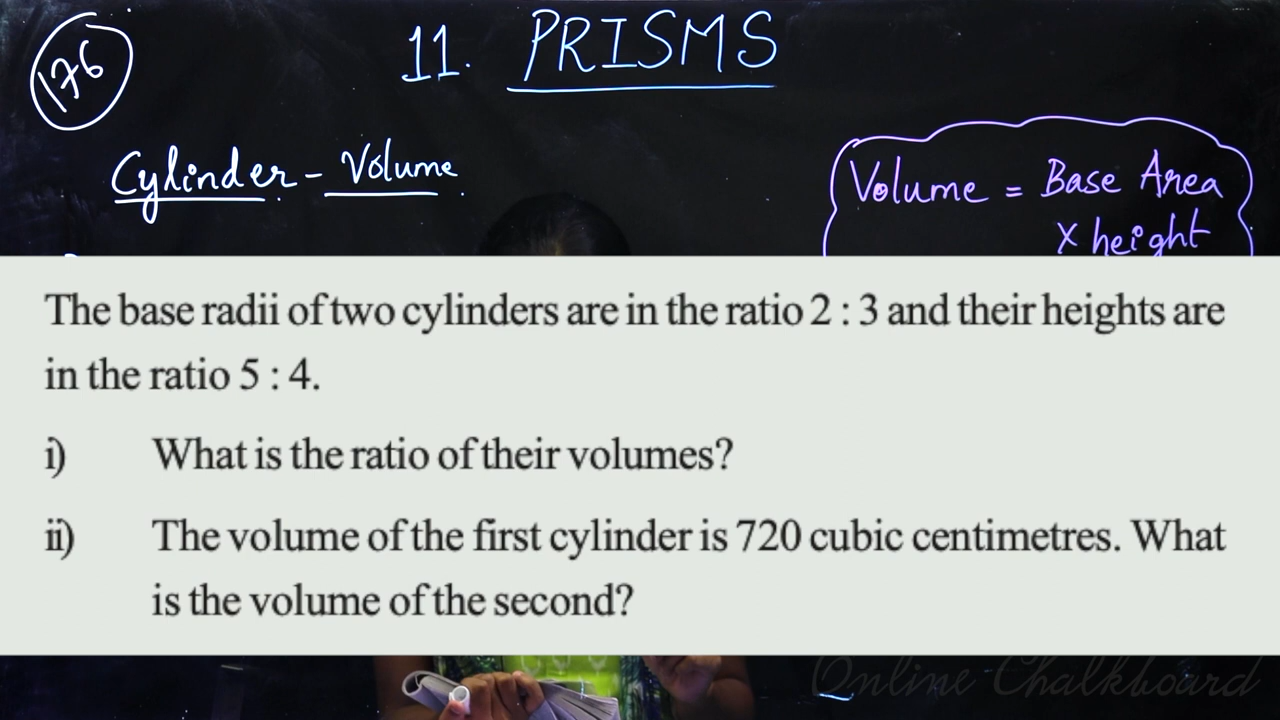 176
11. PRISMS
Cylinder - Volume
Volume = Base Area
x height
The base radii of two cylinders are in the ratio 2 : 3 and their heights are
in the ratio 5 : 4.
i) What is the ratio of their volumes?
ii) The volume of the first cylinder is 720 cubic centimetres. What
is the volume of the second?
Online Chalkboard